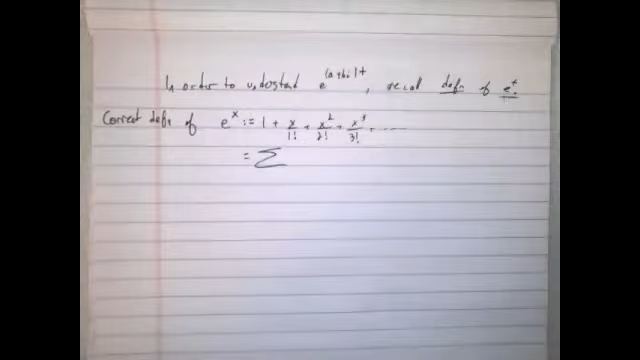 In order to understand e^{(a+bi)t}, recall defn of e^t.
Correct defn of e^x := 1 + x/1! + x^2/2! + x^3/3! + ....
= Σ